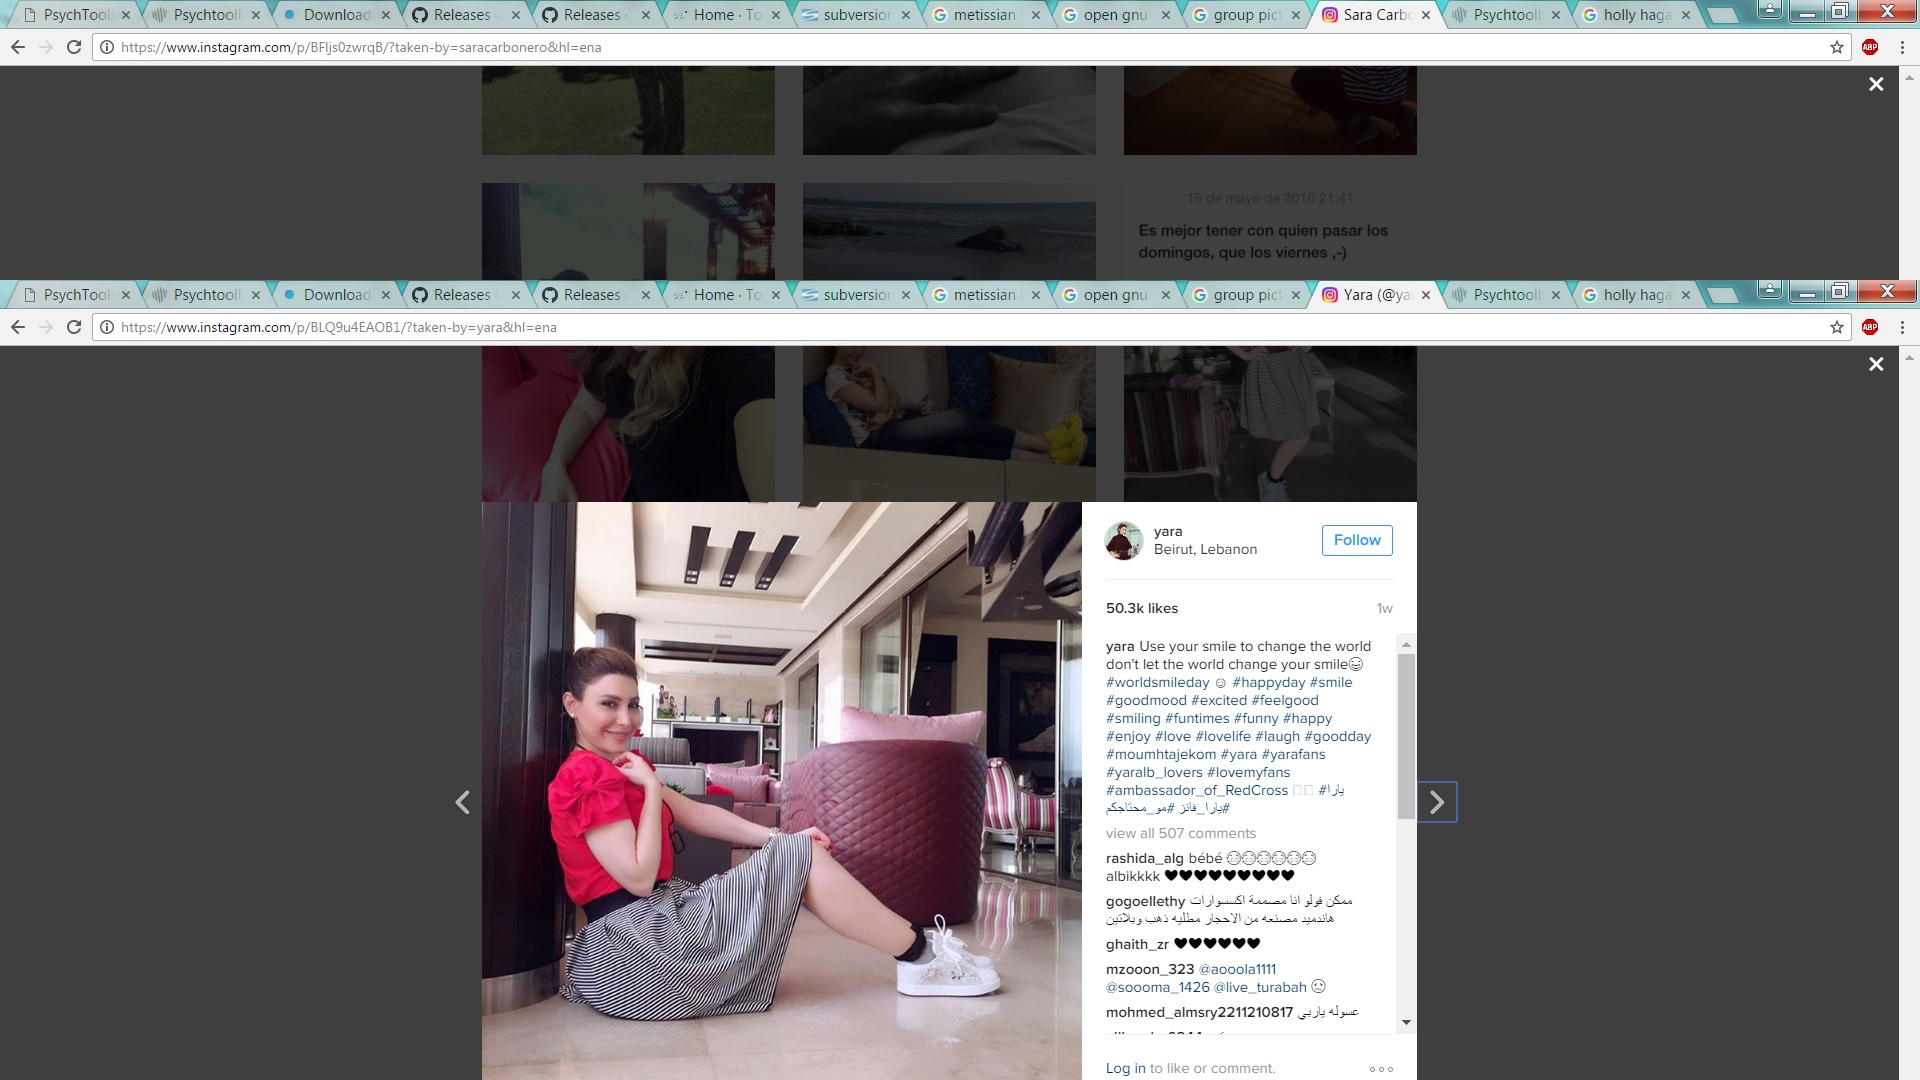 PsychTool
Psychtoolb
Download
Releases ·
Releases ·
Home · To
subversion
metissian
open gnu
group pict
Sara Carbo
Psychtoolb
holly haga
https://www.instagram.com/p/BFIjs0zwrqB/?taken-by=saracarbonero&hl=ena
ABP
15 de mayo de 2016 21:41
Es mejor tener con quien pasar los
domingos, que los viernes ,-)
PsychTool
Psychtoolb
Download
Releases ·
Releases ·
Home · To
subversion
metissian
open gnu
group pict
Yara (@ya
Psychtoolb
holly haga
https://www.instagram.com/p/BLQ9u4EAOB1/?taken-by=yara&hl=ena
ABP
yara
Beirut, Lebanon
Follow
50.3k likes
1w
yara Use your smile to change the world
don't let the world change your smile😄
#worldsmileday ☺ #happyday #smile
#goodmood #excited #feelgood
#smiling #funtimes #funny #happy
#enjoy #love #lovelife #laugh #goodday
#moumhtajekom #yara #yarafans
#yaralb_lovers #lovemyfans
#ambassador_of_RedCross #يارا
#يارا_فانز #مو_محتاجكم
view all 507 comments
rashida_alg bébé
albikkkk ♥♥♥♥♥♥♥♥♥
gogoellethy ممكن فولو انا مصممة اكسسوارات
هاندميد مصنعه من الاحجار مطليه ذهب وبلاتين
ghaith_zr ♥♥♥♥♥♥
mzooon_323 @aooola1111
@soooma_1426 @live_turabah
mohmed_almsry2211210817 عسوله ياربي
Log in to like or comment.